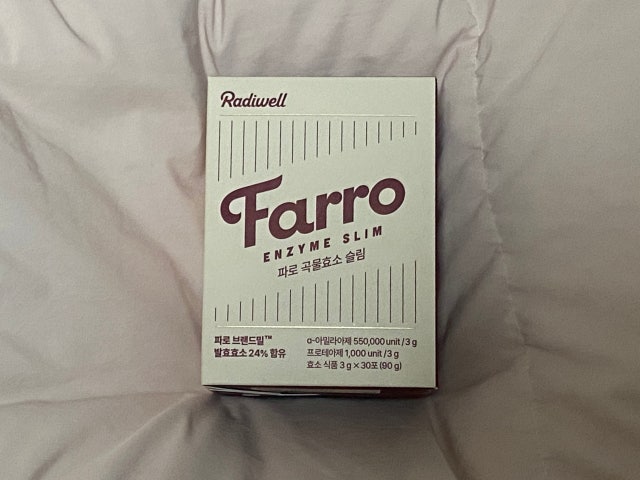 Radiwell
Farro
ENZYME SLIM
파로 곡물효소 슬림
파로 브랜드밀™
발효효소 24% 함유
α-아밀라아제 550,000 unit / 3 g
프로테아제 1,000 unit / 3 g
효소 식품 3 g × 30포 (90 g)